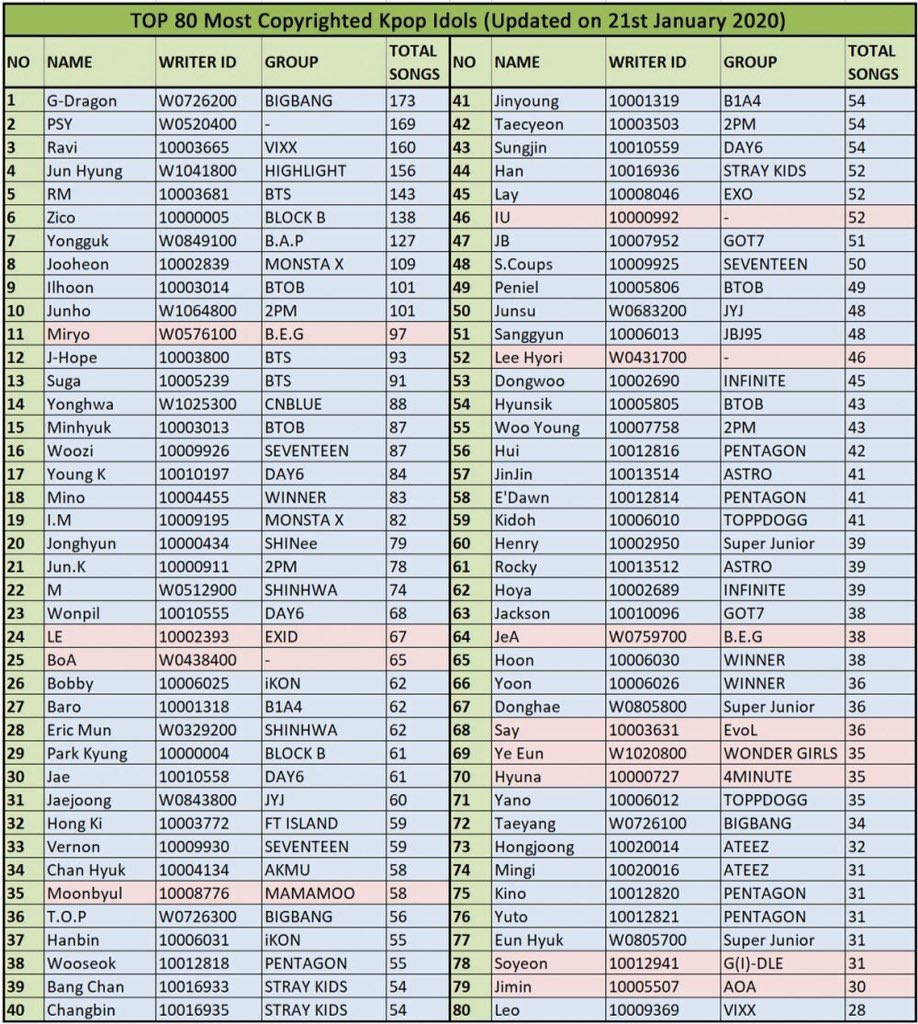 TOP 80 Most Copyrighted Kpop Idols (Updated on 21st January 2020)
NO NAME WRITER ID GROUP TOTAL SONGS NO NAME WRITER ID GROUP TOTAL SONGS
1 G-Dragon W0726200 BIGBANG 173 41 Jinyoung 10001319 B1A4 54
2 PSY W0520400 - 169 42 Taecyeon 10003503 2PM 54
3 Ravi 10003665 VIXX 160 43 Sungjin 10010559 DAY6 54
4 Jun Hyung W1041800 HIGHLIGHT 156 44 Han 10016936 STRAY KIDS 52
5 RM 10003681 BTS 143 45 Lay 10008046 EXO 52
6 Zico 10000005 BLOCK B 138 46 IU 10000992 - 52
7 Yongguk W0849100 B.A.P 127 47 JB 10007952 GOT7 51
8 Jooheon 10002839 MONSTA X 109 48 S.Coups 10009925 SEVENTEEN 50
9 Ilhoon 10003014 BTOB 101 49 Peniel 10005806 BTOB 49
10 Junho W1064800 2PM 101 50 Junsu W0683200 JYJ 48
11 Miryo W0576100 B.E.G 97 51 Sanggyun 10006013 JBJ95 48
12 J-Hope 10003800 BTS 93 52 Lee Hyori W0431700 - 46
13 Suga 10005239 BTS 91 53 Dongwoo 10002690 INFINITE 45
14 Yonghwa W1025300 CNBLUE 88 54 Hyunsik 10005805 BTOB 43
15 Minhyuk 10003013 BTOB 87 55 Woo Young 10007758 2PM 43
16 Woozi 10009926 SEVENTEEN 87 56 Hui 10012816 PENTAGON 42
17 Young K 10010197 DAY6 84 57 JinJin 10013514 ASTRO 41
18 Mino 10004455 WINNER 83 58 E'Dawn 10012814 PENTAGON 41
19 I.M 10009195 MONSTA X 82 59 Kidoh 10006010 TOPPDOGG 41
20 Jonghyun 10000434 SHINee 79 60 Henry 10002950 Super Junior 39
21 Jun.K 10000911 2PM 78 61 Rocky 10013512 ASTRO 39
22 M W0512900 SHINHWA 74 62 Hoya 10002689 INFINITE 39
23 Wonpil 10010555 DAY6 68 63 Jackson 10010096 GOT7 38
24 LE 10002393 EXID 67 64 JeA W0759700 B.E.G 38
25 BoA W0438400 - 65 65 Hoon 10006030 WINNER 38
26 Bobby 10006025 iKON 62 66 Yoon 10006026 WINNER 36
27 Baro 10001318 B1A4 62 67 Donghae W0805800 Super Junior 36
28 Eric Mun W0329200 SHINHWA 62 68 Say 10003631 EvoL 36
29 Park Kyung 10000004 BLOCK B 61 69 Ye Eun W1020800 WONDER GIRLS 35
30 Jae 10010558 DAY6 61 70 Hyuna 10000727 4MINUTE 35
31 Jaejoong W0843800 JYJ 60 71 Yano 10006012 TOPPDOGG 35
32 Hong Ki 10003772 FT ISLAND 59 72 Taeyang W0726100 BIGBANG 34
33 Vernon 10009930 SEVENTEEN 59 73 Hongjoong 10020014 ATEEZ 32
34 Chan Hyuk 10004134 AKMU 58 74 Mingi 10020016 ATEEZ 31
35 Moonbyul 10008776 MAMAMOO 58 75 Kino 10012820 PENTAGON 31
36 T.O.P W0726300 BIGBANG 56 76 Yuto 10012821 PENTAGON 31
37 Hanbin 10006031 iKON 55 77 Eun Hyuk W0805700 Super Junior 31
38 Wooseok 10012818 PENTAGON 55 78 Soyeon 10012941 G(I)-DLE 31
39 Bang Chan 10016933 STRAY KIDS 54 79 Jimin 10005507 AOA 30
40 Changbin 10016935 STRAY KIDS 54 80 Leo 10009369 VIXX 28